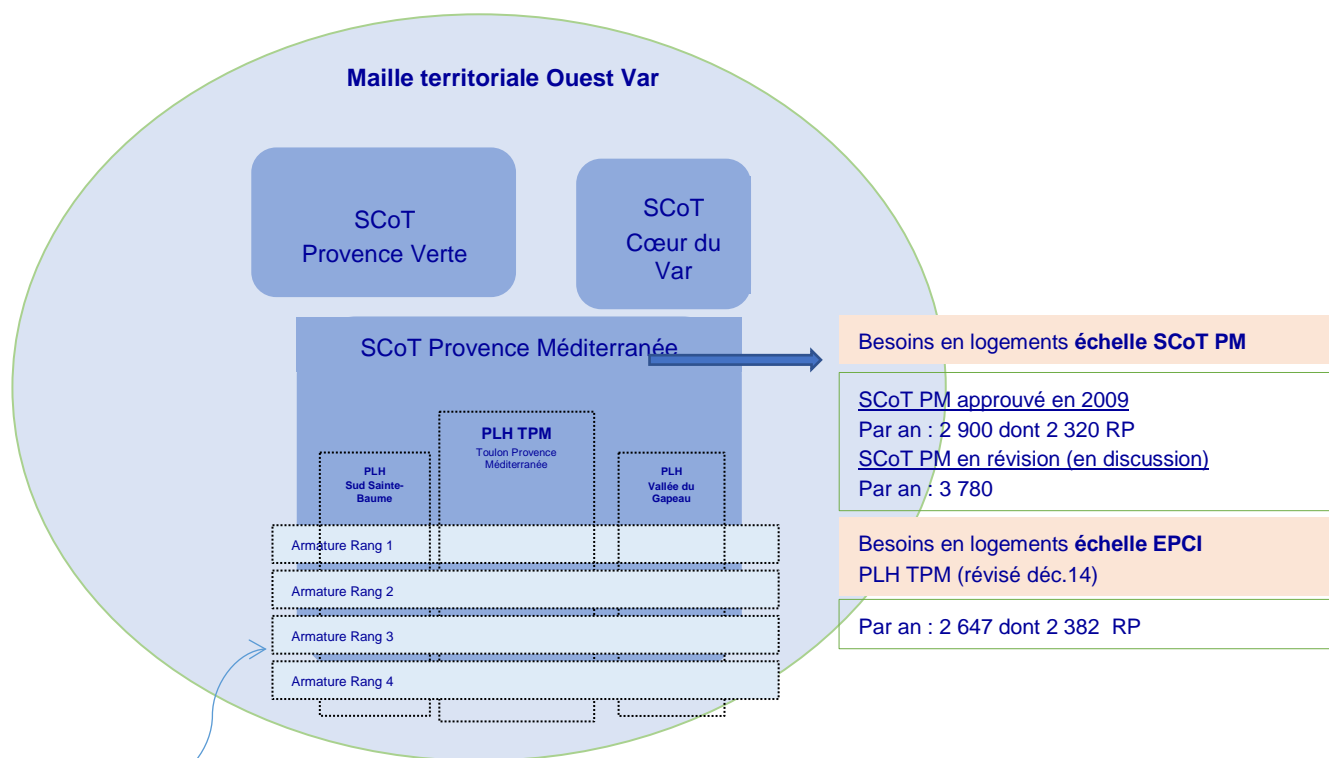 Maille territoriale Ouest Var
SCoT
Provence Verte
SCoT
Cœur du
Var
SCoT Provence Méditerranée
PLH TPM
Toulon Provence
Méditerranée
PLH
Sud Sainte-
Baume
PLH
Vallée du
Gapeau
Armature Rang 1
Armature Rang 2
Armature Rang 3
Armature Rang 4
Besoins en logements échelle SCoT PM
SCoT PM approuvé en 2009
Par an : 2 900 dont 2 320 RP
SCoT PM en révision (en discussion)
Par an : 3 780
Besoins en logements échelle EPCI
PLH TPM (révisé déc.14)
Par an : 2 647 dont 2 382 RP